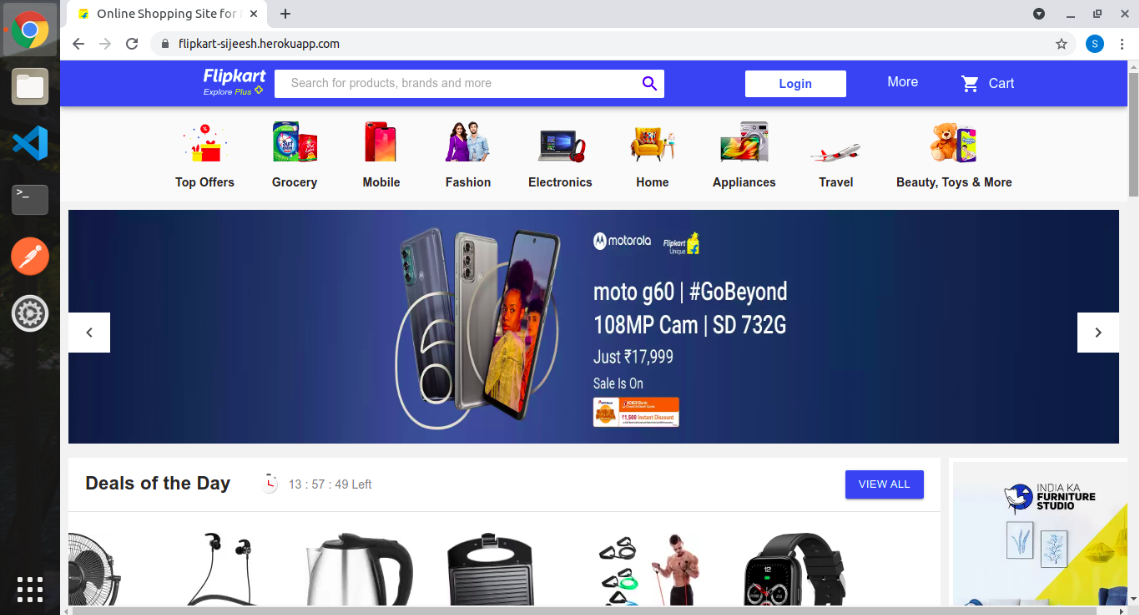 Online Shopping Site for
flipkart-sijeesh.herokuapp.com
S
Flipkart
Explore Plus
Search for products, brands and more
Login
More
Cart
Top Offers
Grocery
Mobile
Fashion
Electronics
Home
Appliances
Travel
Beauty, Toys & More
motorola
Flipkart
Unique
moto g60 | #GoBeyond
108MP Cam | SD 732G
Just ₹17,999
Sale Is On
₹1,500 Instant Discount
Deals of the Day
13 : 57 : 49 Left
VIEW ALL
INDIA KA
FURNITURE
STUDIO